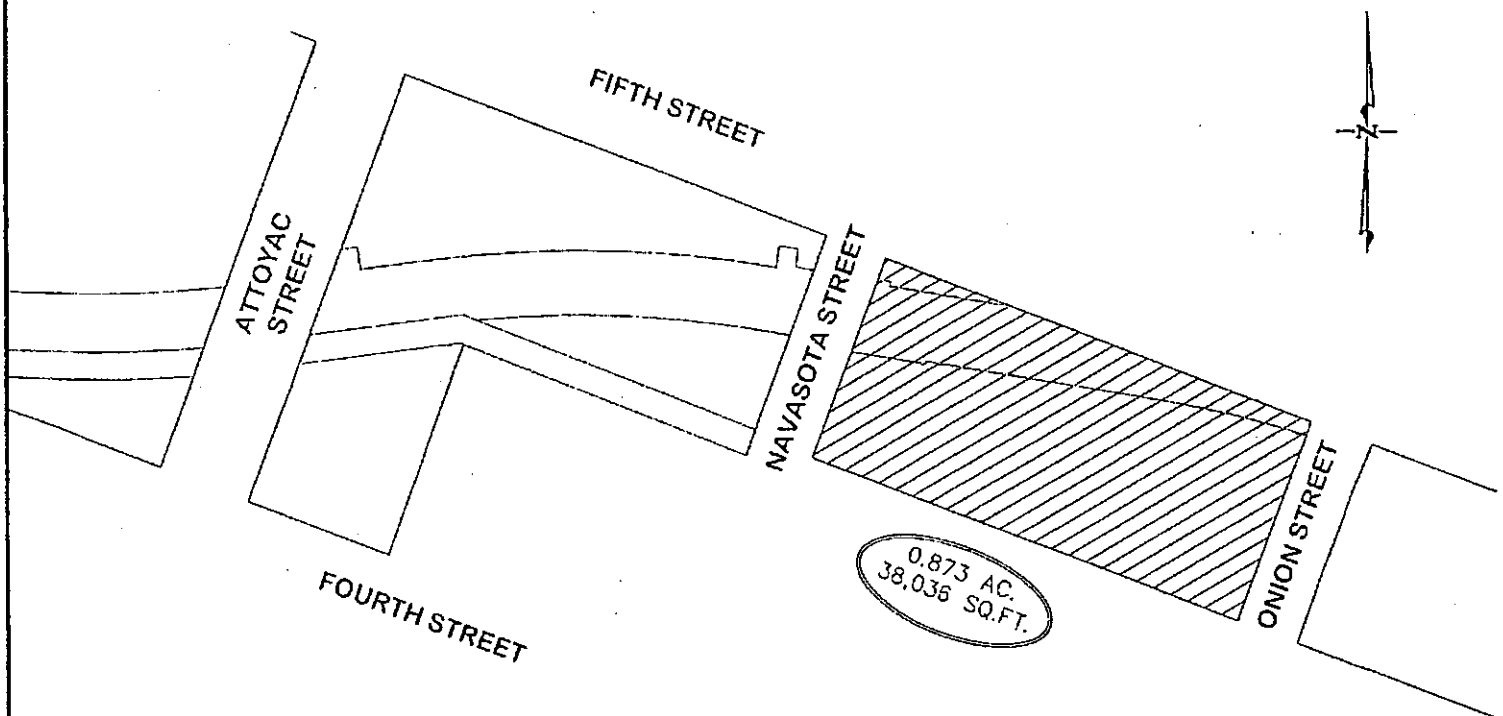 FIFTH STREET
N
ATTOYAC
STREET
NAVASOTA STREET
ONION STREET
0.873 AC.
38,036 SQ.FT.
FOURTH STREET